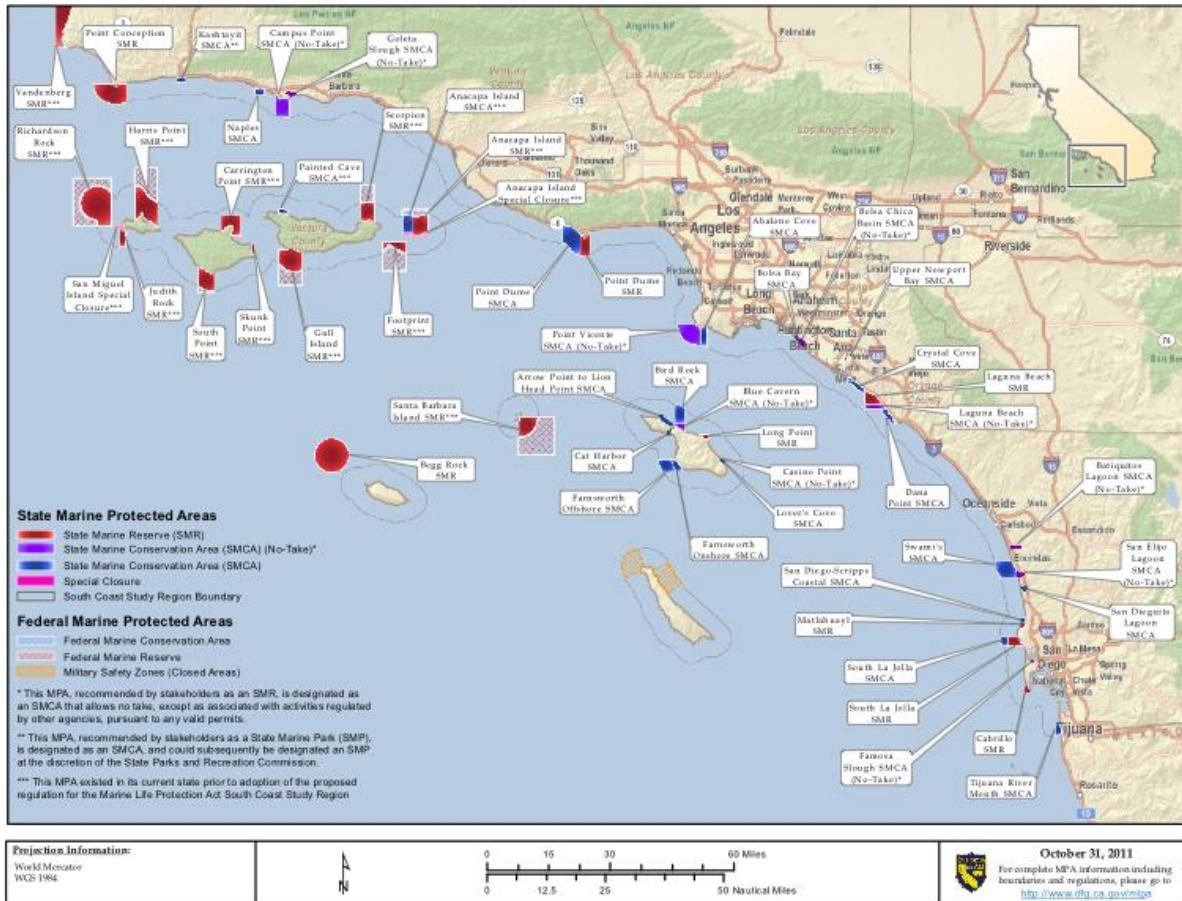 Point Conception
SMR
Kashtayit
SMCA**
Campus Point
SMCA (No-Take)*
Goleta
Slough SMCA
(No-Take)*
Vandenberg
SMR***
Naples
SMCA
Anacapa Island
SMCA***
Scorpion
SMR***
Anacapa Island
SMR***
Anacapa Island
Special Closure***
Richardson
Rock
SMR***
Harris Point
SMR***
Carrington
Point SMR***
Painted Cave
SMCA***
San Miguel
Island Special
Closure***
Judith
Rock
SMR***
South
Point
SMR***
Skunk
Point
SMR***
Gull
Island
SMR***
Footprint
SMR***
Point Dume
SMCA
Point Dume
SMR
Abalone Cove
SMCA
Bolsa Chica
Basin SMCA
(No-Take)*
Bolsa Bay
SMCA
Upper Newport
Bay SMCA
Point Vicente
SMCA (No-Take)*
Crystal Cove
SMCA
Laguna Beach
SMR
Laguna Beach
SMCA (No-Take)*
Arrow Point to Lion
Head Point SMCA
Bird Rock
SMCA
Blue Cavern
SMCA (No-Take)*
Santa Barbara
Island SMR***
Long Point
SMR
Begg Rock
SMR
Cat Harbor
SMCA
Casino Point
SMCA (No-Take)*
Farnsworth
Offshore SMCA
Lover's Cove
SMCA
Farnsworth
Onshore SMCA
Dana
Point SMCA
Batiquitos
Lagoon SMCA
(No-Take)*
Swami's
SMCA
San Elijo
Lagoon
SMCA
(No-Take)*
San Diego-Scripps
Coastal SMCA
San Dieguito
Lagoon
SMCA
Matlahuayl
SMR
South La Jolla
SMCA
South La Jolla
SMR
Famosa
Slough SMCA
(No-Take)*
Cabrillo
SMR
Tijuana River
Mouth SMCA
Los Angeles County
Angeles NF
Palmdale
Ventura
County
Thousand
Oaks
Burbank
Glendale
Los
Angeles
Inglewood
Long
Beach
Anaheim
Huntington
Beach
Santa
Ana
San
Bernardino
Riverside
Oceanside
Vista
Carlsbad
Escondido
Encinitas
San
Diego
La Mesa
Spring
Valley
Chula
Vista
Tijuana
Rosarito
State Marine Protected Areas
State Marine Reserve (SMR)
State Marine Conservation Area (SMCA) (No-Take)*
State Marine Conservation Area (SMCA)
Special Closure
South Coast Study Region Boundary
Federal Marine Protected Areas
Federal Marine Conservation Area
Federal Marine Reserve
Military Safety Zones (Closed Areas)
* This MPA, recommended by stakeholders as an SMR, is designated as
an SMCA that allows no take, except as associated with activities regulated
by other agencies, pursuant to any valid permits.
** This MPA, recommended by stakeholders as a State Marine Park (SMP),
is designated as an SMCA, and could subsequently be designated an SMP
at the discretion of the State Parks and Recreation Commission.
*** This MPA existed in its current state prior to adoption of the proposed
regulation for the Marine Life Protection Act South Coast Study Region
Projection Information:
World Mercator
WGS 1984
N
0 15 30 60 Miles
0 12.5 25 50 Nautical Miles
October 31, 2011
For complete MPA information including
boundaries and regulations, please go to
http://www.dfg.ca.gov/mlpa